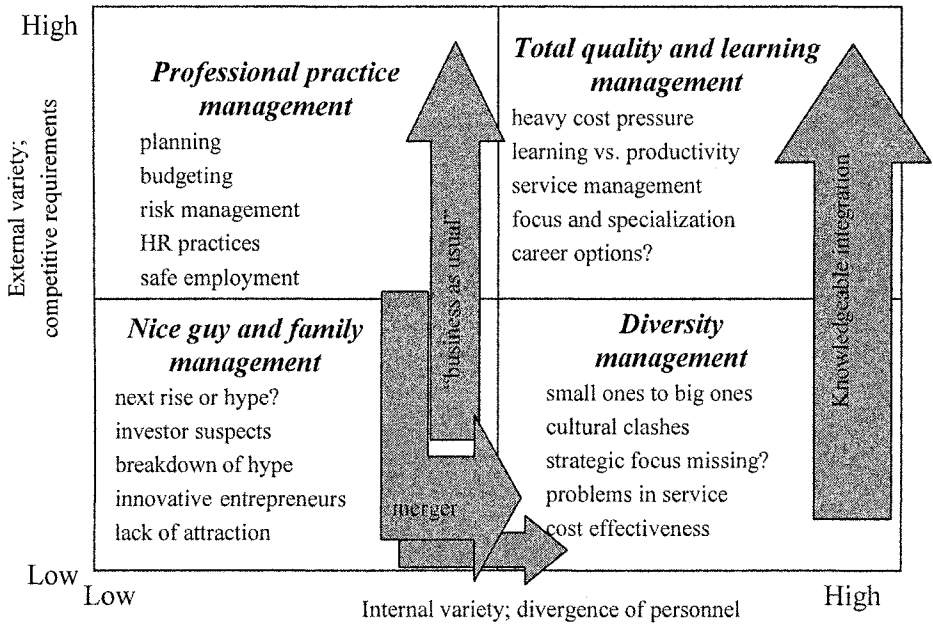 High
External variety;
competitive requirements
Professional practice
management
planning
budgeting
risk management
HR practices
safe employment
"business as usual"
Total quality and learning
management
heavy cost pressure
learning vs. productivity
service management
focus and specialization
career options?
Knowledgeable integration
Nice guy and family
management
next rise or hype?
investor suspects
breakdown of hype
innovative entrepreneurs
lack of attraction
merger
Diversity
management
small ones to big ones
cultural clashes
strategic focus missing?
problems in service
cost effectiveness
Low
Low
Internal variety; divergence of personnel
High